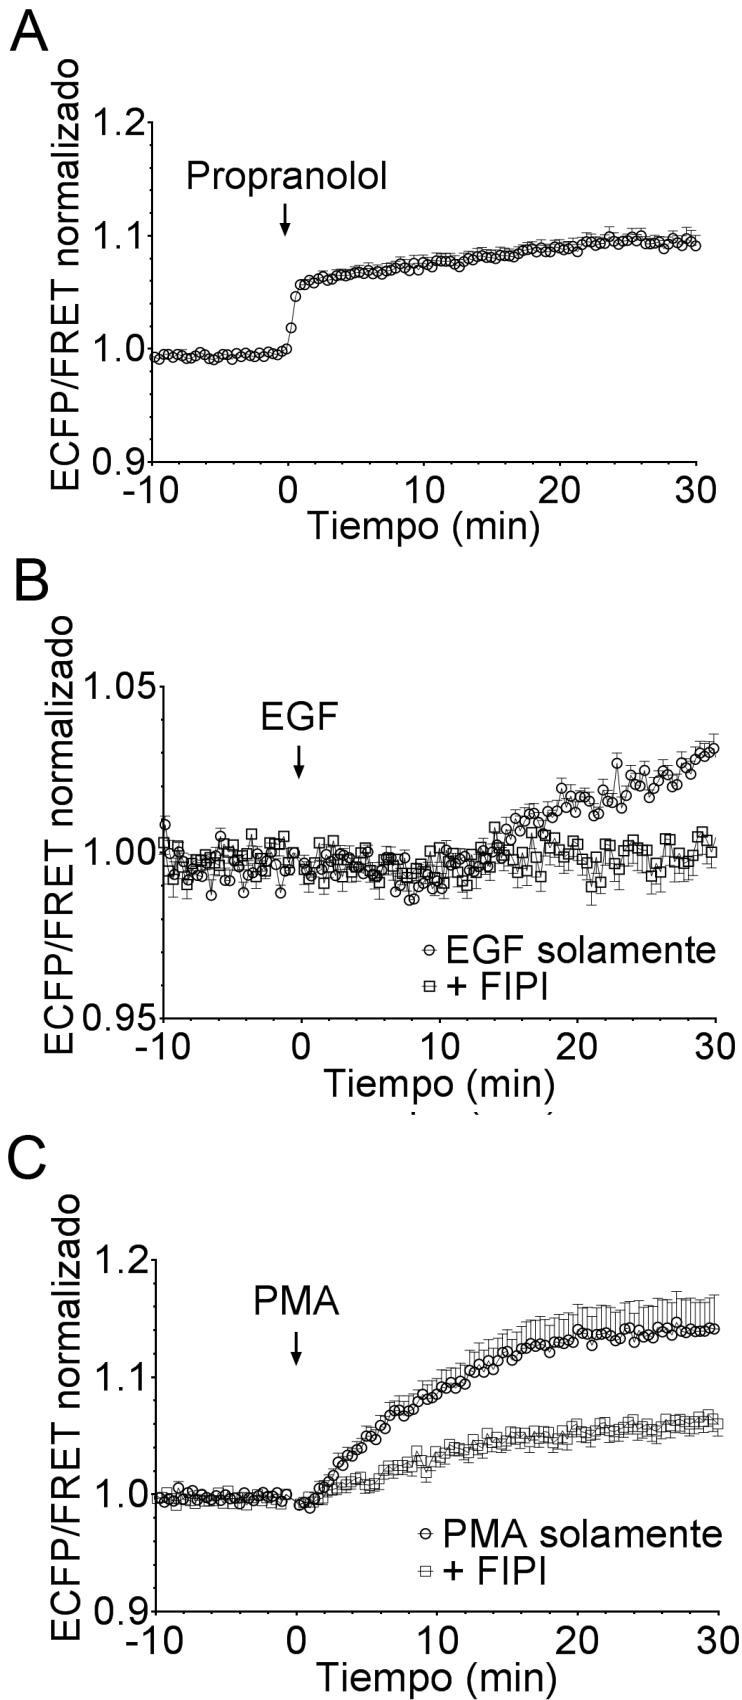 A
ECFP/FRET normalizado
1.2
1.1
1.0
0.9
Propranolol
-10 0 10 20 30
Tiempo (min)
B
ECFP/FRET normalizado
1.05
1.00
0.95
EGF
EGF solamente
+ FIPI
-10 0 10 20 30
Tiempo (min)
C
ECFP/FRET normalizado
1.2
1.1
1.0
0.9
PMA
PMA solamente
+ FIPI
-10 0 10 20 30
Tiempo (min)